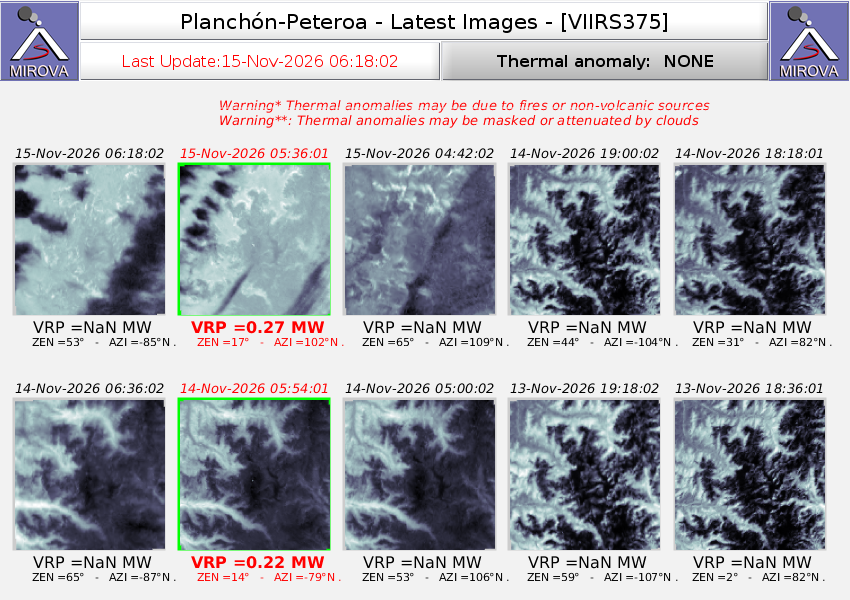 Planchón-Peteroa - Latest Images - [VIIRS375]
MIROVA
Last Update:15-Nov-2026 06:18:02
Thermal anomaly: NONE
MIROVA
Warning* Thermal anomalies may be due to fires or non-volcanic sources
Warning**: Thermal anomalies may be masked or attenuated by clouds
15-Nov-2026 06:18:02 15-Nov-2026 05:36:01 15-Nov-2026 04:42:02 14-Nov-2026 19:00:02 14-Nov-2026 18:18:01
VRP =NaN MW VRP =0.27 MW VRP =NaN MW VRP =NaN MW VRP =NaN MW
ZEN =53° - AZI =-85°N . ZEN =17° - AZI =102°N . ZEN =65° - AZI =109°N . ZEN =44° - AZI =-104°N . ZEN =31° - AZI =82°N .
14-Nov-2026 06:36:02 14-Nov-2026 05:54:01 14-Nov-2026 05:00:02 13-Nov-2026 19:18:02 13-Nov-2026 18:36:01
VRP =NaN MW VRP =0.22 MW VRP =NaN MW VRP =NaN MW VRP =NaN MW
ZEN =65° - AZI =-87°N . ZEN =14° - AZI =-79°N . ZEN =53° - AZI =106°N . ZEN =59° - AZI =-107°N . ZEN =2° - AZI =82°N .